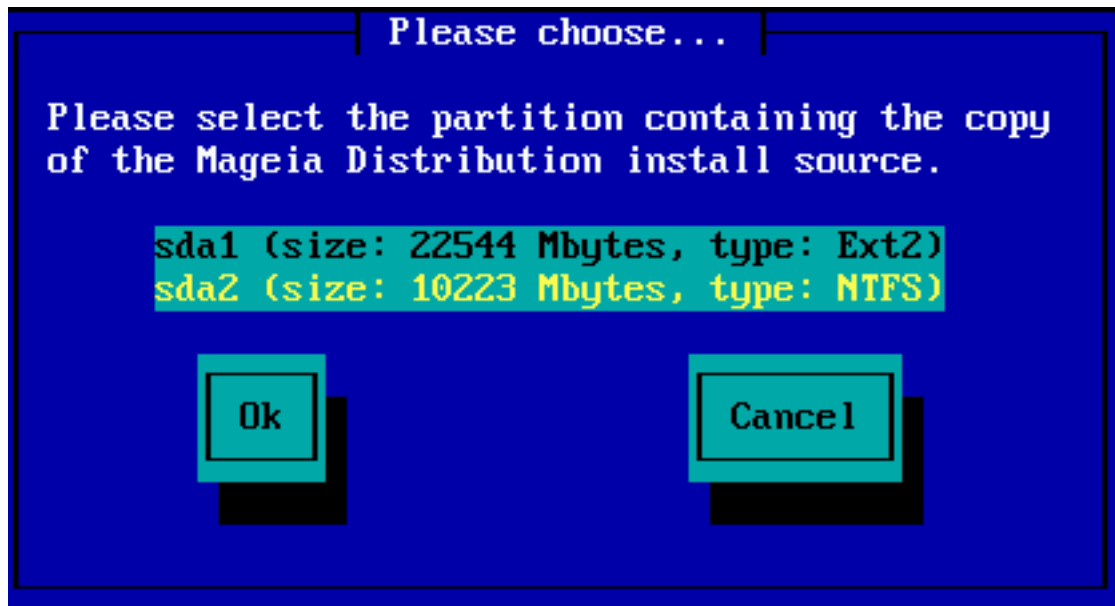 Please choose...
Please select the partition containing the copy
of the Mageia Distribution install source.
sda1 (size: 22544 Mbytes, type: Ext2)
sda2 (size: 10223 Mbytes, type: NTFS)
Ok Cancel